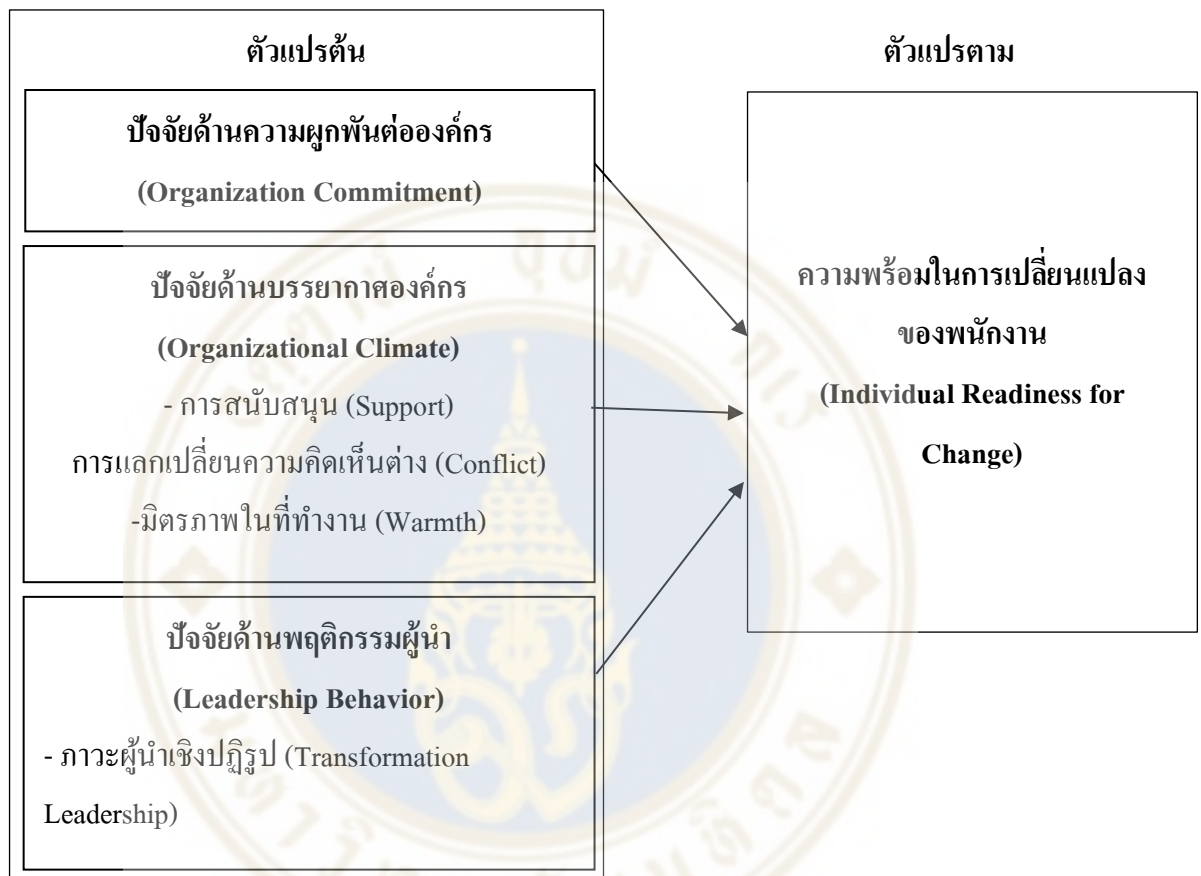 ตัวแปรต้น
ปัจจัยด้านความผูกพันต่อองค์กร
(Organization Commitment)
ปัจจัยด้านบรรยากาศองค์กร
(Organizational Climate)
- การสนับสนุน (Support)
การแลกเปลี่ยนความคิดเห็นต่าง (Conflict)
-มิตรภาพในที่ทำงาน (Warmth)
ปัจจัยด้านพฤติกรรมผู้นำ
(Leadership Behavior)
- ภาวะผู้นำเชิงปฏิรูป (Transformation
Leadership)
ตัวแปรตาม
ความพร้อมในการเปลี่ยนแปลง
ของพนักงาน
(Individual Readiness for
Change)